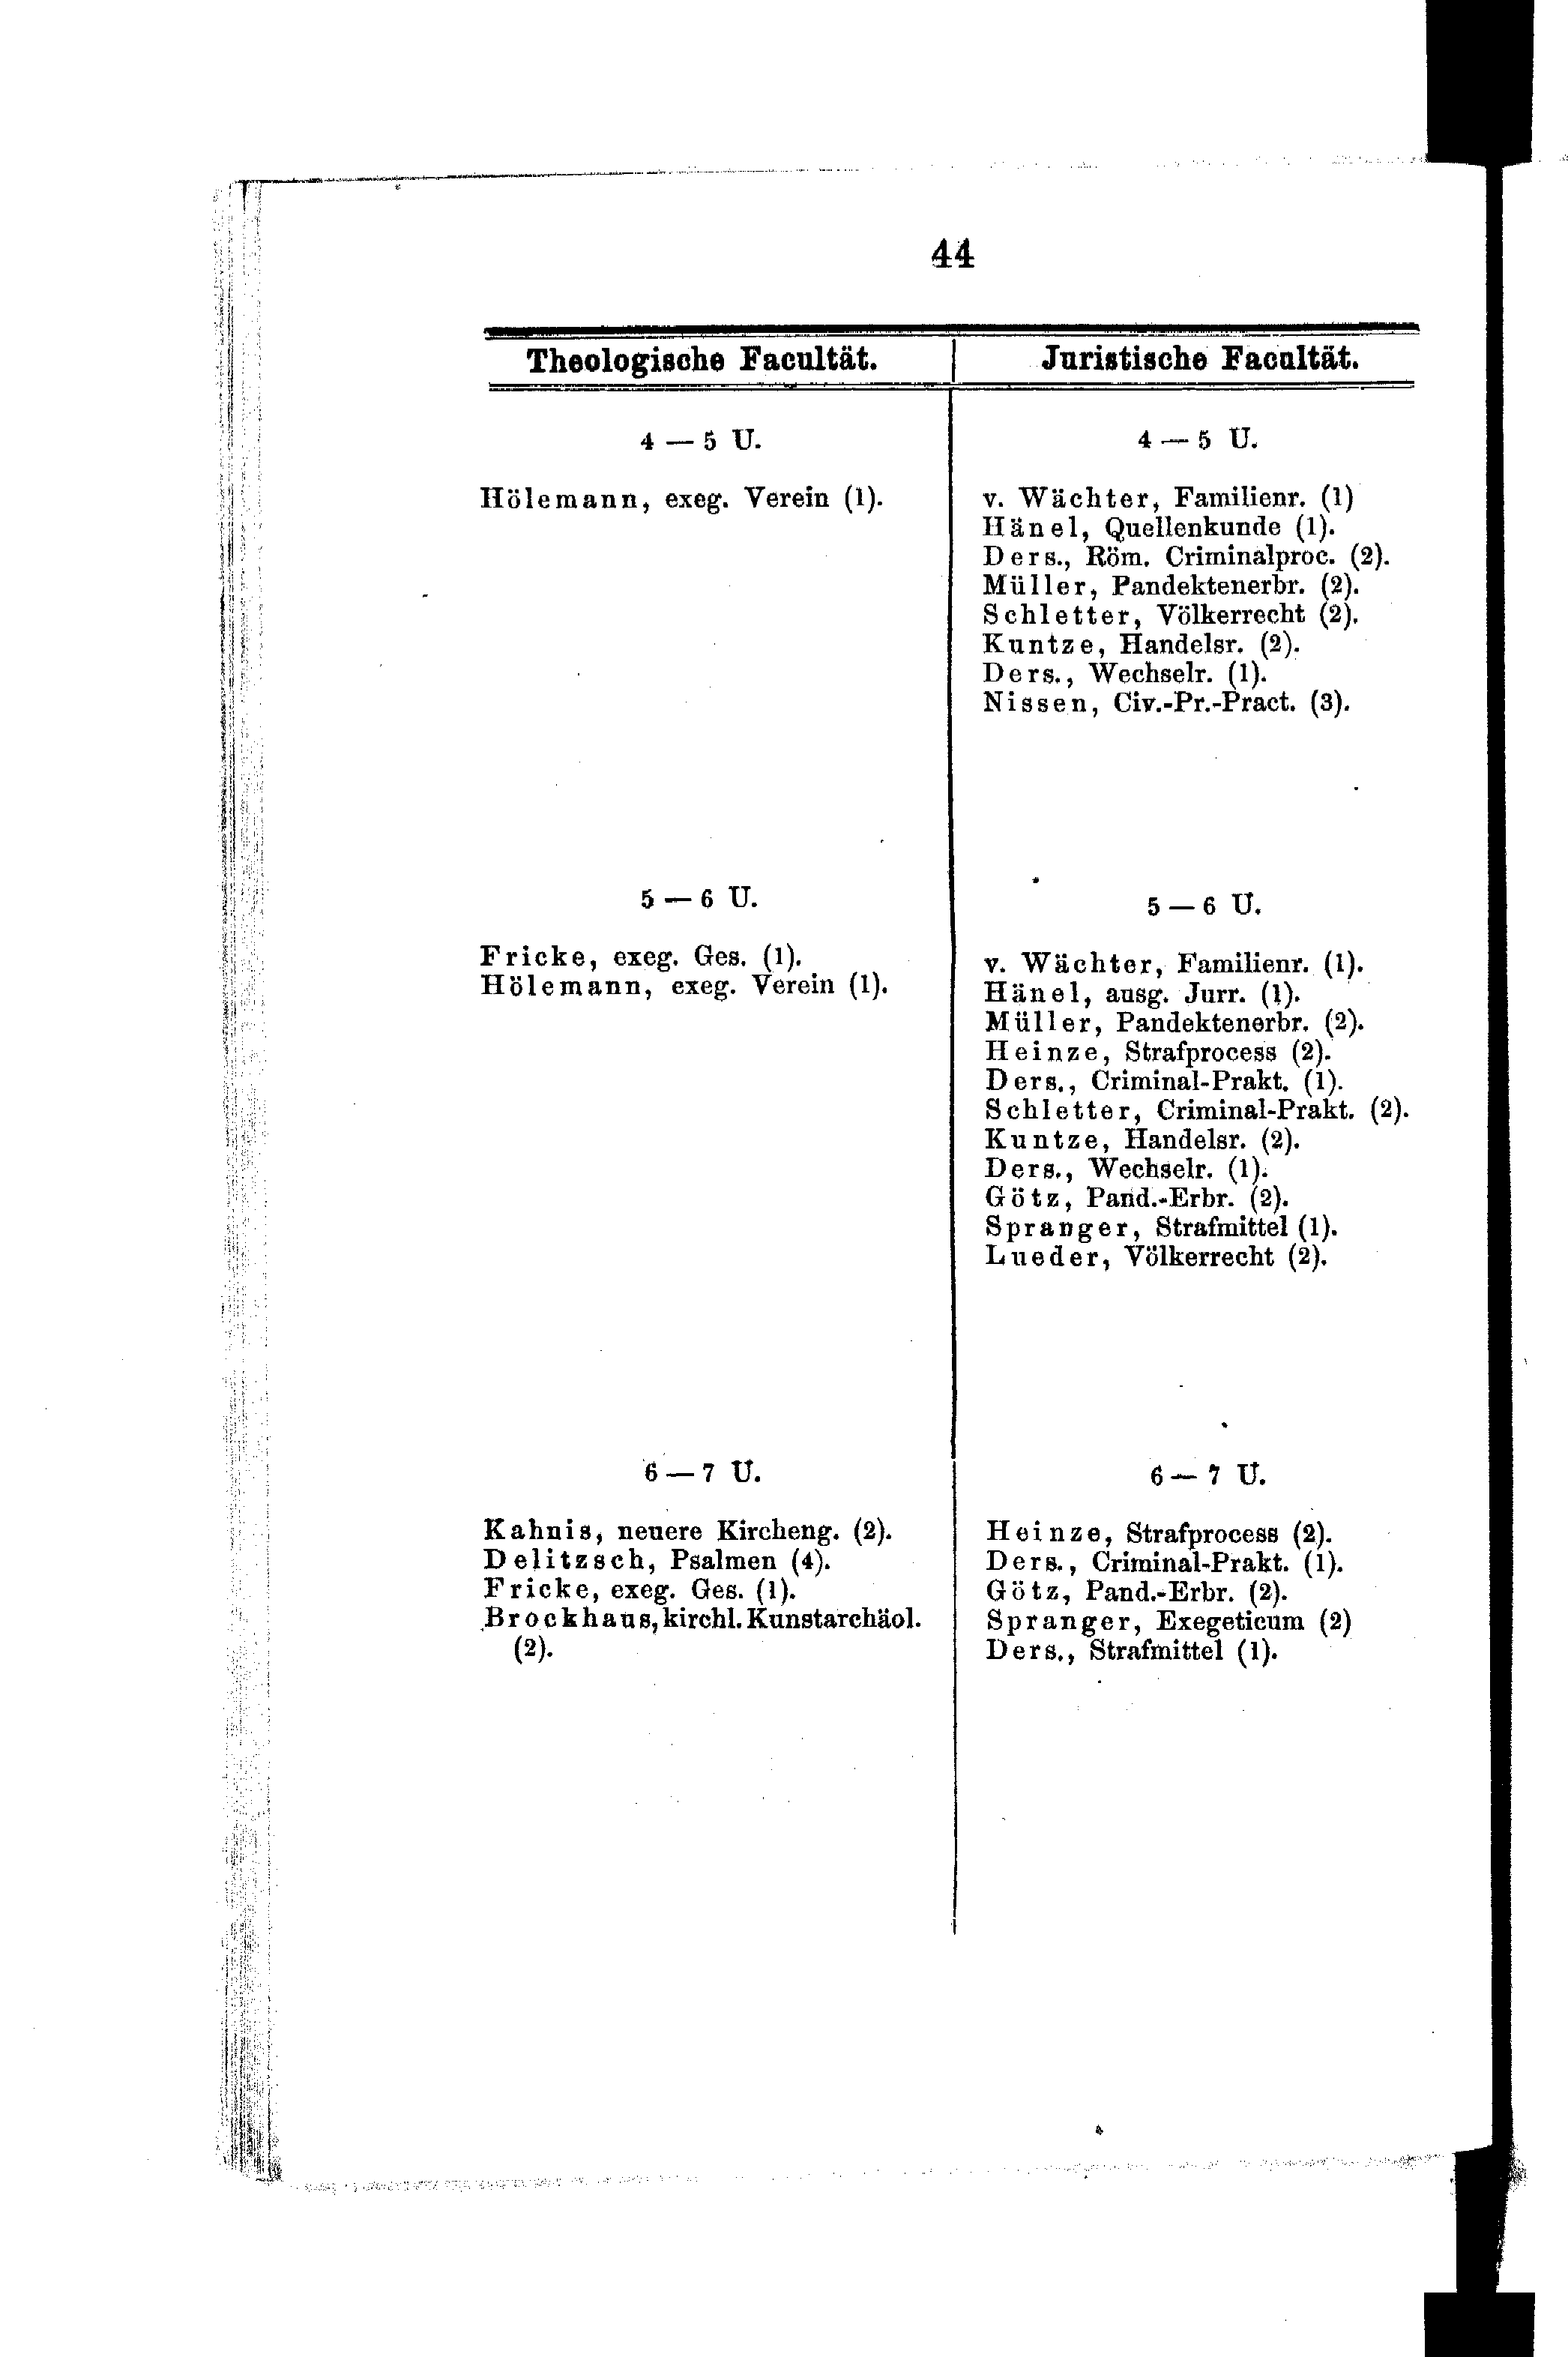 44
Theologische Facultät.
4 — 5 U.
Hölemann, exeg. Verein (1).
5 — 6 U.
Fricke, exeg. Ges. (1).
Hölemann, exeg. Verein (1).
6 — 7 U.
Kahnis, neuere Kircheng. (2).
Delitzsch, Psalmen (4).
Fricke, exeg. Ges. (1).
Brockhaus, kirchl. Kunstarchäol.
(2).
Juristische Facultät.
4 — 5 U.
v. Wächter, Familienr. (1)
Hänel, Quellenkunde (1).
Ders., Röm. Criminalproc. (2).
Müller, Pandektenerbr. (2).
Schletter, Völkerrecht (2).
Kuntze, Handelsr. (2).
Ders., Wechselr. (1).
Nissen, Civ.-Pr.-Pract. (3).
5 — 6 U.
v. Wächter, Familienr. (1).
Hänel, ausg. Jurr. (1).
Müller, Pandektenerbr. (2).
Heinze, Strafprocess (2).
Ders., Criminal-Prakt. (1).
Schletter, Criminal-Prakt. (2).
Kuntze, Handelsr. (2).
Ders., Wechselr. (1).
Götz, Pand.-Erbr. (2).
Spranger, Strafmittel (1).
Lueder, Völkerrecht (2).
6 — 7 U.
Heinze, Strafprocess (2).
Ders., Criminal-Prakt. (1).
Götz, Pand.-Erbr. (2).
Spranger, Exegeticum (2)
Ders., Strafmittel (1).